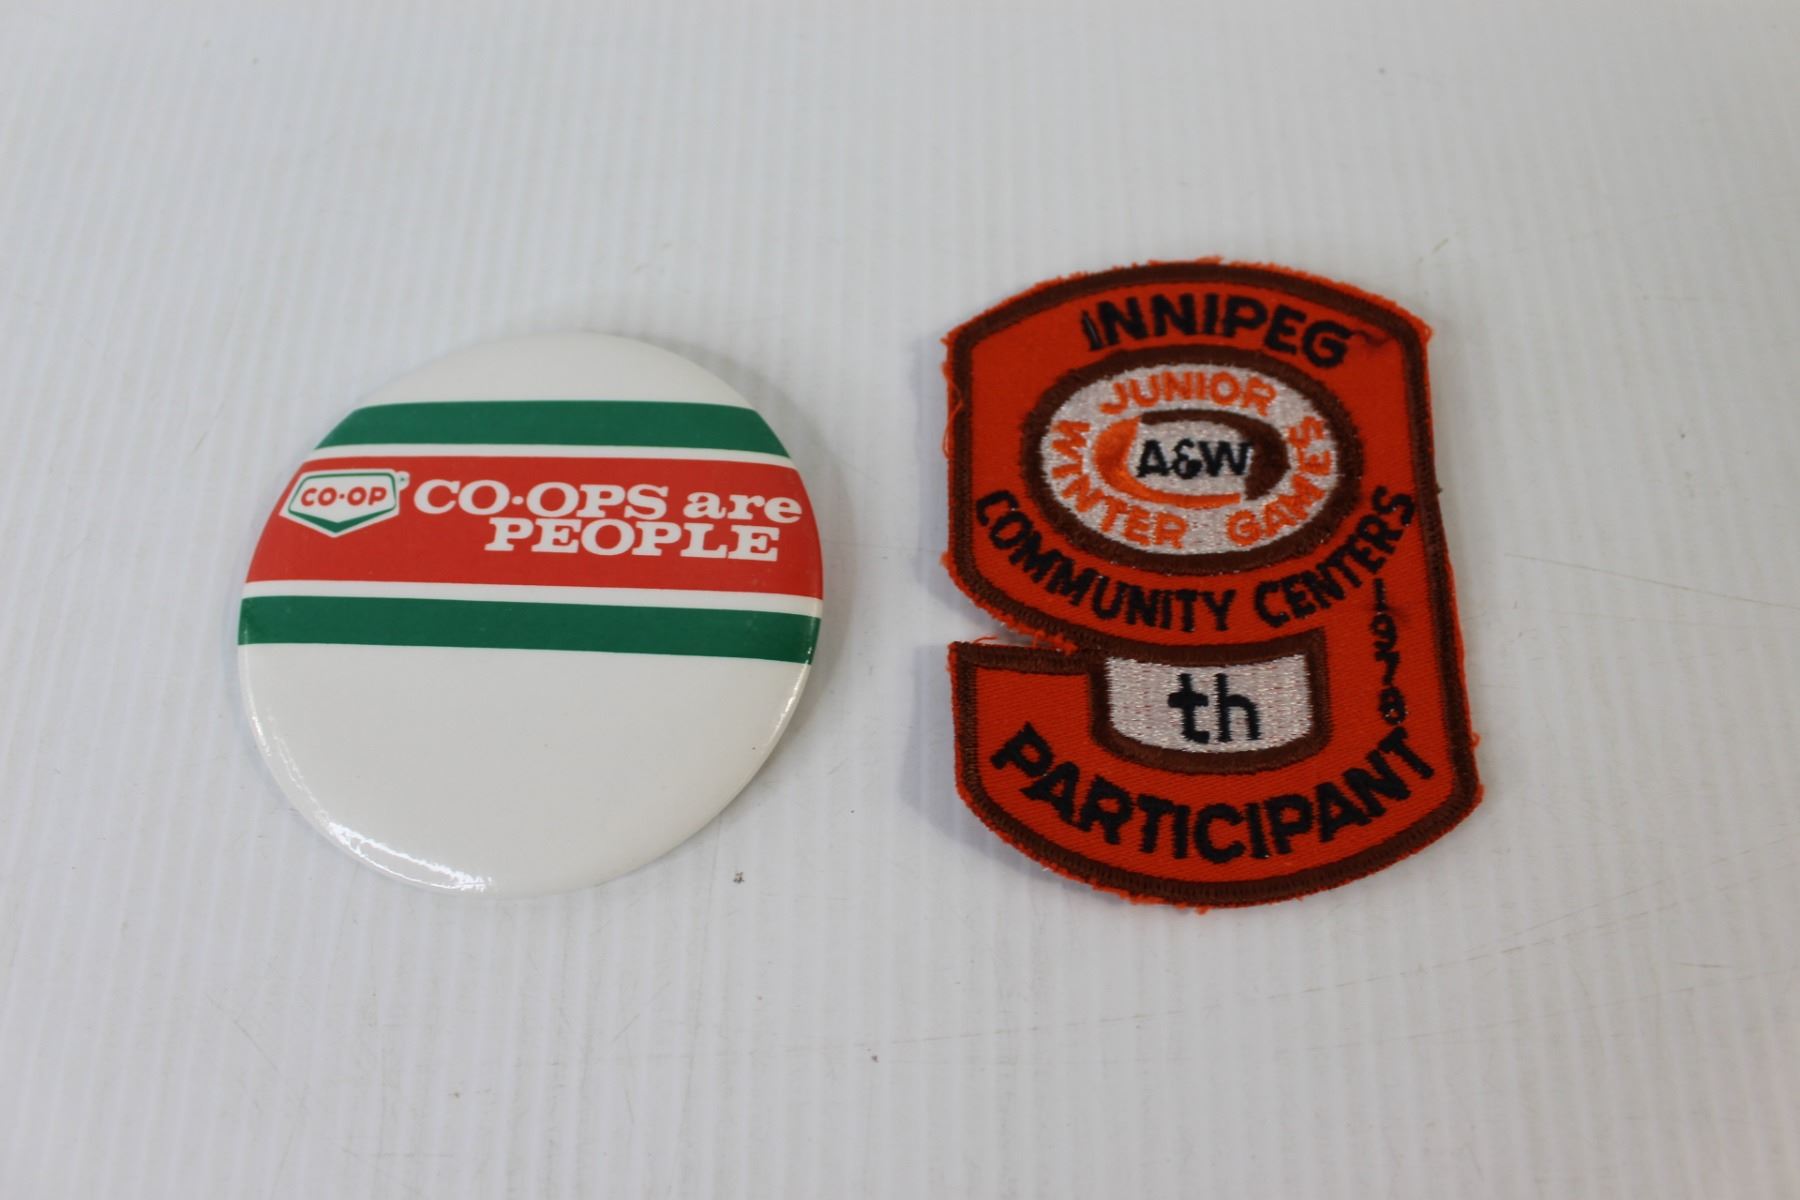 CO-OP
CO-OPS are
PEOPLE
INNIPEG
JUNIOR
A&W
WINTER GAMES
COMMUNITY CENTERS
1978
th
PARTICIPANT